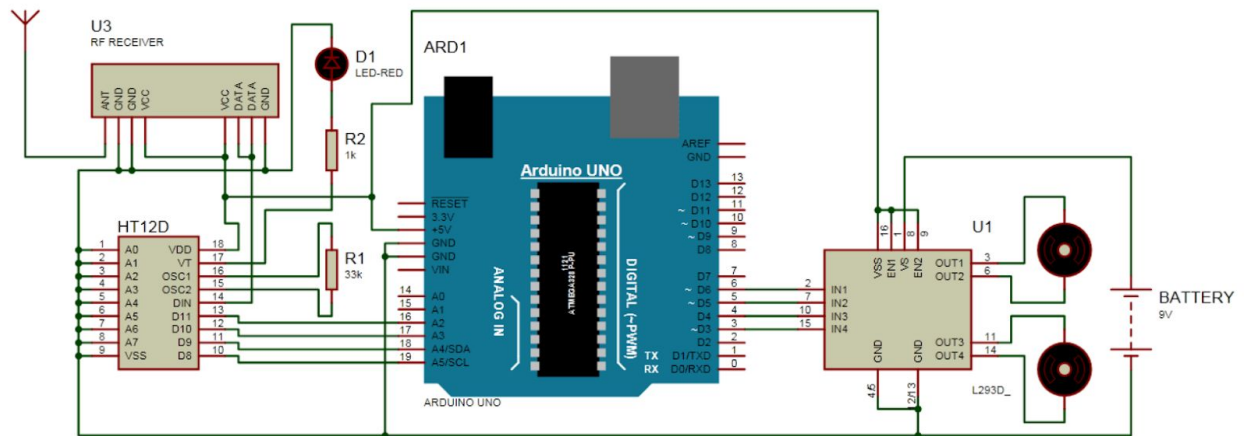 U3
RF RECEIVER
ANT
GND
GND
VCC
VCC
DATA
DATA
GND
D1
LED-RED
R2
1k
R1
33k
HT12D
1 A0 VDD 18
2 A1 VT 17
3 A2 OSC1 16
4 A3 OSC2 15
5 A4 DIN 14
6 A5 D11 13
7 A6 D10 12
8 A7 D9 11
9 VSS D8 10
ARD1
Arduino UNO
RESET
3.3V
+5V
GND
GND
VIN
14 A0
15 A1
16 A2
17 A3
18 A4/SDA
19 A5/SCL
ANALOG IN
1121
ATMEGA328P-PU
DIGITAL (~PWM)
AREF
GND
D13 13
D12 12
~ D11 11
~ D10 10
~ D9 9
D8 8
D7 7
~ D6 6
~ D5 5
D4 4
~ D3 3
D2 2
TX D1/TXD 1
RX D0/RXD 0
ARDUINO UNO
U1
16 1 8 9
VSS
EN1
VS
EN2
2 IN1
7 IN2
10 IN3
15 IN4
OUT1 3
OUT2 6
OUT3 11
OUT4 14
GND
GND
4/5
12/13
L293D_
BATTERY
9V